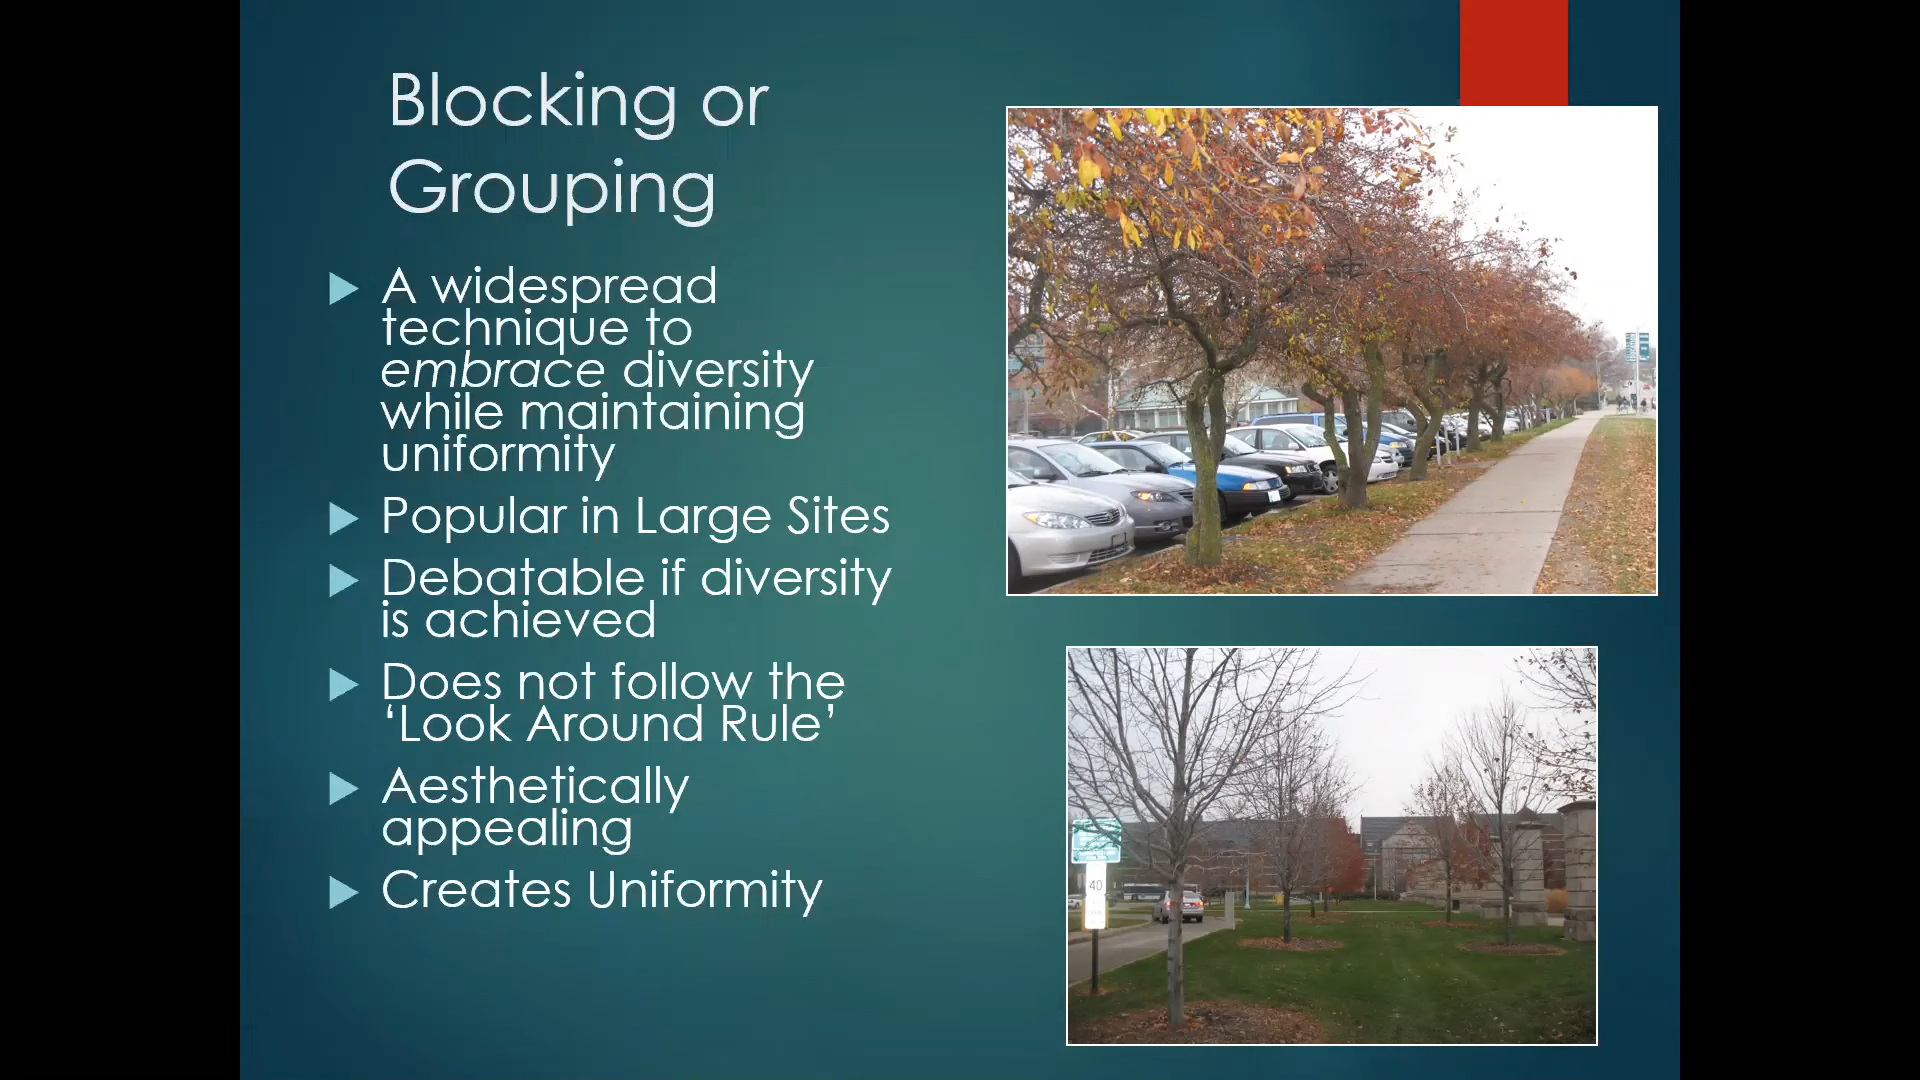 Blocking or
Grouping
A widespread
technique to
embrace diversity
while maintaining
uniformity
Popular in Large Sites
Debatable if diversity
is achieved
Does not follow the
‘Look Around Rule’
Aesthetically
appealing
Creates Uniformity
40